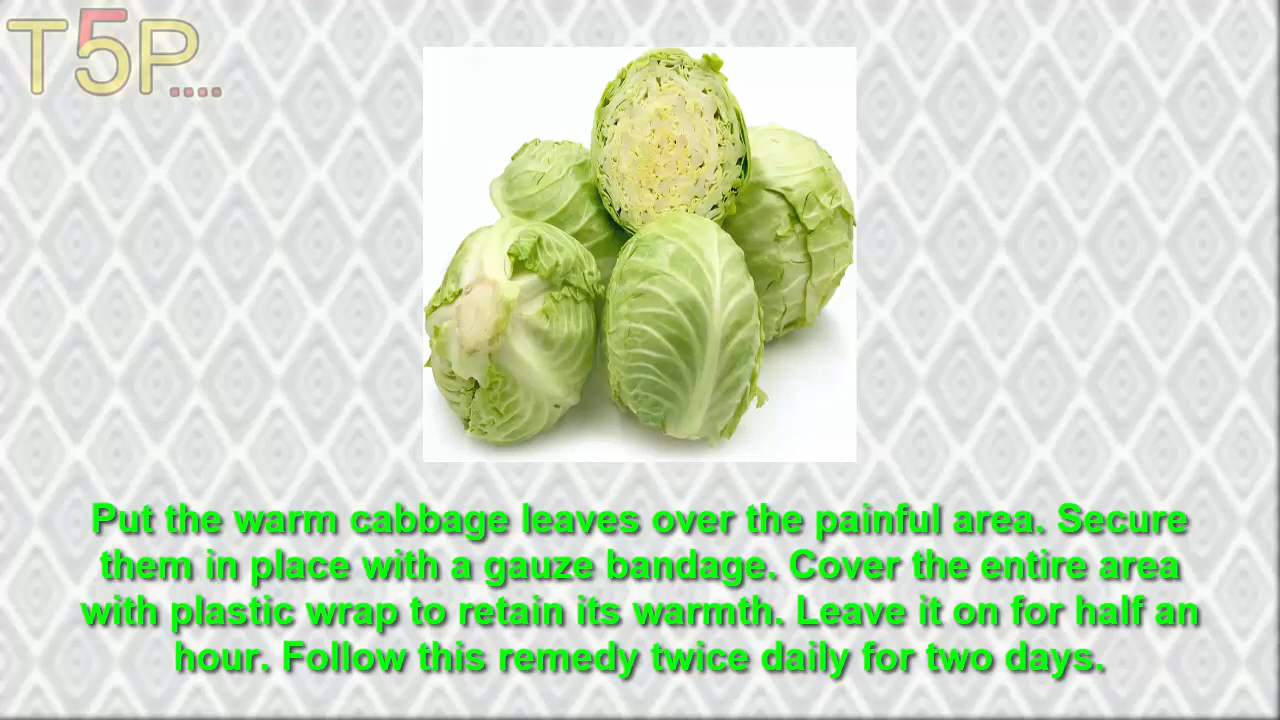 T5P....
Put the warm cabbage leaves over the painful area. Secure
them in place with a gauze bandage. Cover the entire area
with plastic wrap to retain its warmth. Leave it on for half an
hour. Follow this remedy twice daily for two days.